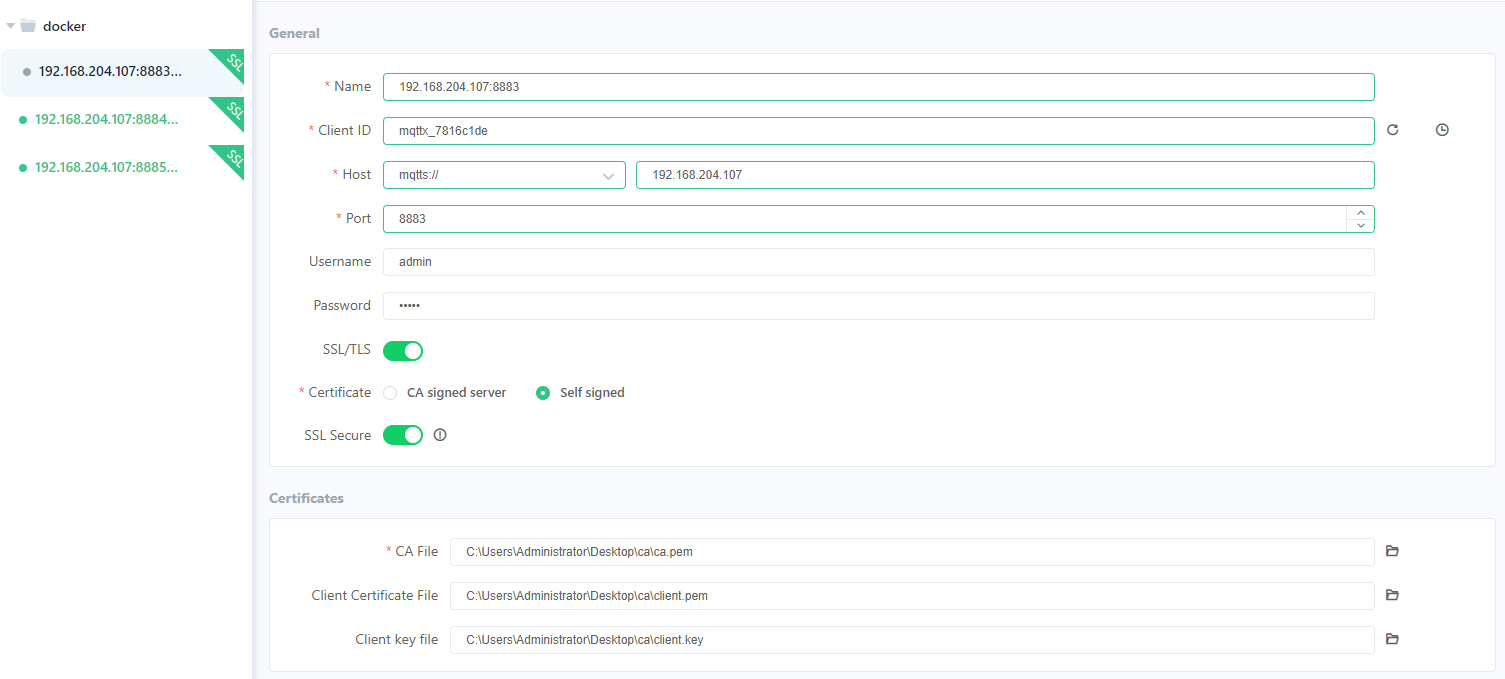 docker
192.168.204.107:8883...
SSL
192.168.204.107:8884...
SSL
192.168.204.107:8885...
SSL
General
* Name 192.168.204.107:8883
* Client ID mqttx_7816c1de
* Host mqtts:// 192.168.204.107
* Port 8883
Username admin
Password •••••
SSL/TLS
* Certificate CA signed server Self signed
SSL Secure
Certificates
* CA File C:\Users\Administrator\Desktop\ca\ca.pem
Client Certificate File C:\Users\Administrator\Desktop\ca\client.pem
Client key file C:\Users\Administrator\Desktop\ca\client.key